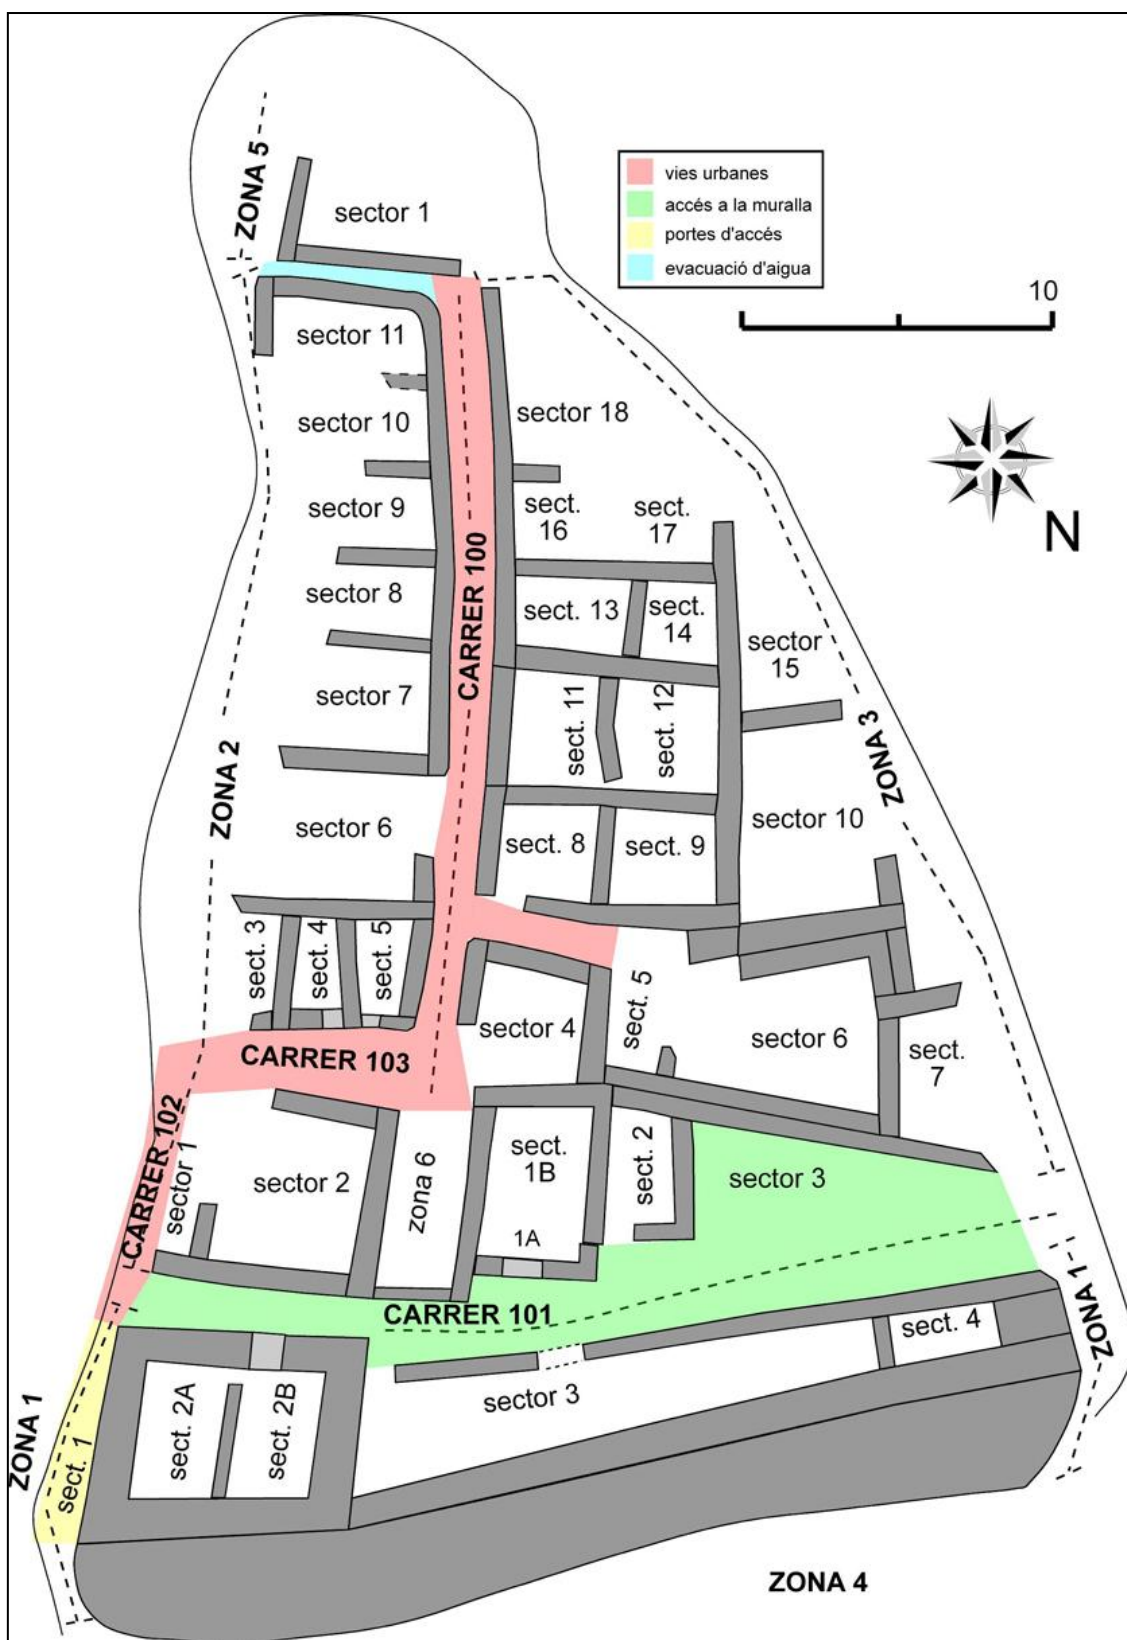 ZONA 5
sector 1
vies urbanes
accés a la muralla
portes d'accés
evacuació d'aigua
10
sector 11
sector 10
sector 18
N
sector 9
sect.
16
sect.
17
CARRER 100
sector 8
sect. 13
sect.
14
sector
15
sector 7
sect. 11
sect. 12
ZONA 2
ZONA 3
sector 6
sect. 8
sect. 9
sector 10
sect. 3
sect. 4
sect. 5
sect. 5
sector 4
sector 6
sect.
7
CARRER 103
CARRER 102
sector 1
sector 2
zona 6
sect.
1B
sect. 2
sector 3
1A
CARRER 101
ZONA 1
sect. 4
sector 3
ZONA 1
sect. 1
sect. 2A
sect. 2B
ZONA 4